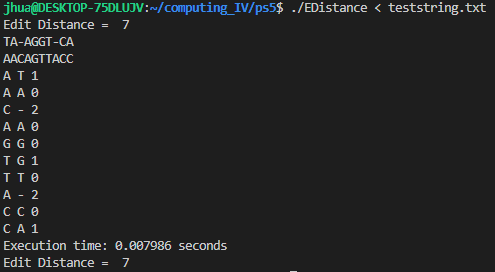 jhua@DESKTOP-75DLUJV:~/computing_IV/ps5$ ./EDistance < teststring.txt
Edit Distance =  7
TA-AGGT-CA
AACAGTTACC
A T 1
A A 0
C - 2
A A 0
G G 0
T G 1
T T 0
A - 2
C C 0
C A 1
Execution time: 0.007986 seconds
Edit Distance =  7